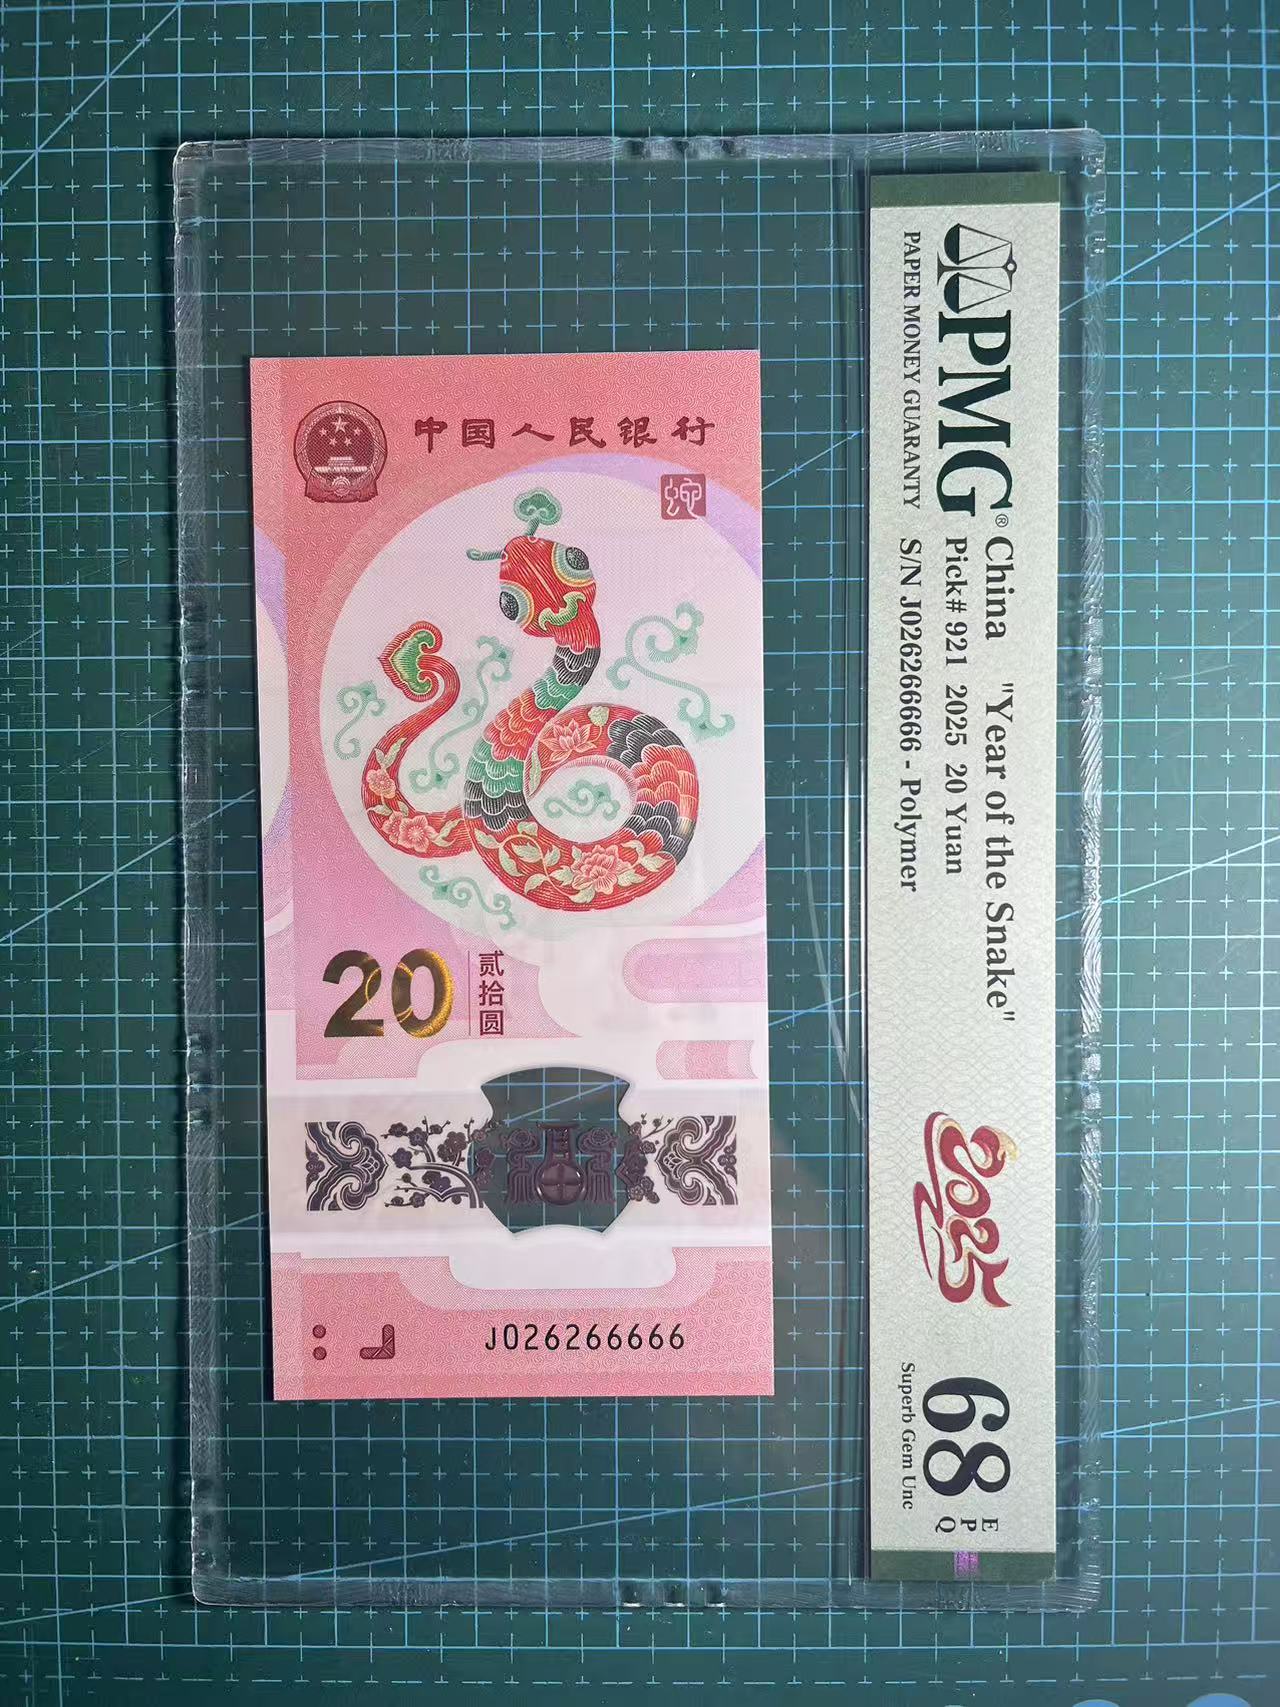 中国人民银行
蛇
20
贰拾圆
J026266666
PMG®
PAPER MONEY GUARANTY
China "Year of the Snake"
Pick# 921 2025 20 Yuan
S/N J026266666 - Polymer
2025
68
EPQ
Superb Gem Unc